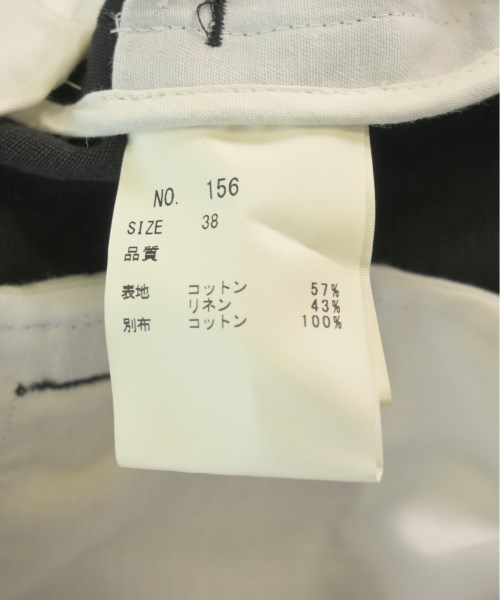 NO. 156
SIZE 38
品質
表地 コットン 57%
リネン 43%
別布 コットン 100%